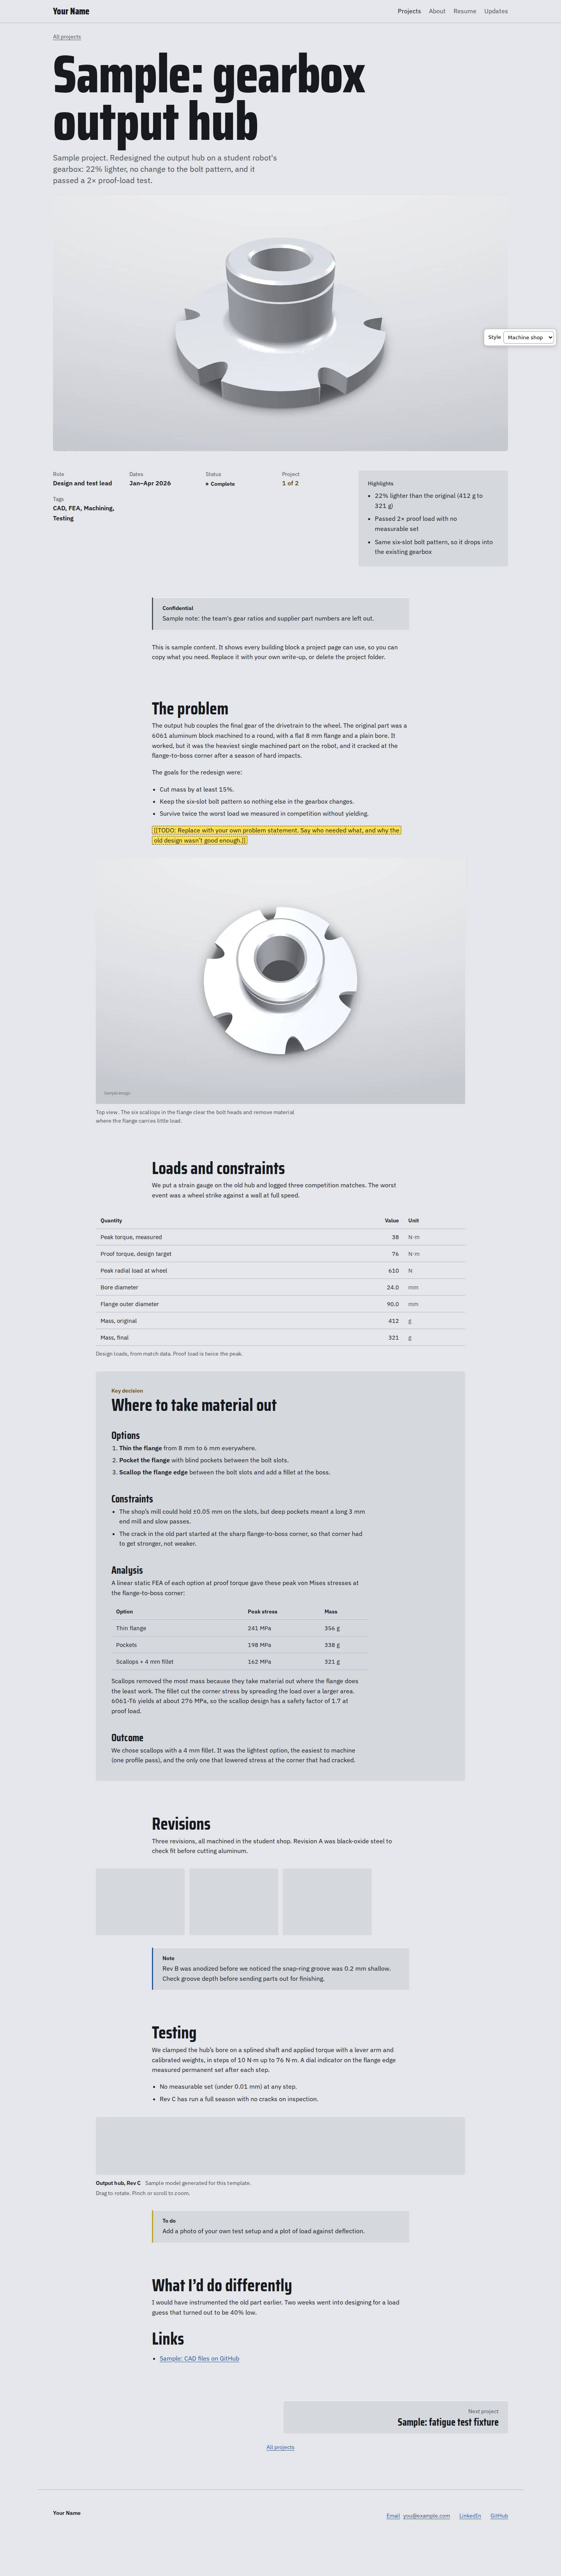 Your Name
Projects About Resume Updates
All projects
Sample: gearbox
output hub
Sample project. Redesigned the output hub on a student robot's
gearbox: 22% lighter, no change to the bolt pattern, and it
passed a 2× proof-load test.
Style Machine shop
Role
Design and test lead
Dates
Jan–Apr 2026
Status
Complete
Project
1 of 2
Tags
CAD, FEA, Machining,
Testing
Highlights
• 22% lighter than the original (412 g to
321 g)
• Passed 2× proof load with no
measurable set
• Same six-slot bolt pattern, so it drops into
the existing gearbox
Confidential
Sample note: the team's gear ratios and supplier part numbers are left out.
This is sample content. It shows every building block a project page can use, so you can
copy what you need. Replace it with your own write-up, or delete the project folder.
The problem
The output hub couples the final gear of the drivetrain to the wheel. The original part was a
6061 aluminum block machined to a round, with a flat 8 mm flange and a plain bore. It
worked, but it was the heaviest single machined part on the robot, and it cracked at the
flange-to-boss corner after a season of hard impacts.
The goals for the redesign were:
• Cut mass by at least 15%.
• Keep the six-slot bolt pattern so nothing else in the gearbox changes.
• Survive twice the worst load we measured in competition without yielding.
[[TODO: Replace with your own problem statement. Say who needed what, and why the
old design wasn't good enough.]]
Sample image
Top view. The six scallops in the flange clear the bolt heads and remove material
where the flange carries little load.
Loads and constraints
We put a strain gauge on the old hub and logged three competition matches. The worst
event was a wheel strike against a wall at full speed.
Quantity Value Unit
Peak torque, measured 38 N·m
Proof torque, design target 76 N·m
Peak radial load at wheel 610 N
Bore diameter 24.0 mm
Flange outer diameter 90.0 mm
Mass, original 412 g
Mass, final 321 g
Design loads, from match data. Proof load is twice the peak.
Key decision
Where to take material out
Options
1. Thin the flange from 8 mm to 6 mm everywhere.
2. Pocket the flange with blind pockets between the bolt slots.
3. Scallop the flange edge between the bolt slots and add a fillet at the boss.
Constraints
• The shop's mill could hold ±0.05 mm on the slots, but deep pockets meant a long 3 mm
end mill and slow passes.
• The crack in the old part started at the sharp flange-to-boss corner, so that corner had
to get stronger, not weaker.
Analysis
A linear static FEA of each option at proof torque gave these peak von Mises stresses at
the flange-to-boss corner:
Option Peak stress Mass
Thin flange 241 MPa 356 g
Pockets 198 MPa 338 g
Scallops + 4 mm fillet 162 MPa 321 g
Scallops removed the most mass because they take material out where the flange does
the least work. The fillet cut the corner stress by spreading the load over a larger area.
6061-T6 yields at about 276 MPa, so the scallop design has a safety factor of 1.7 at
proof load.
Outcome
We chose scallops with a 4 mm fillet. It was the lightest option, the easiest to machine
(one profile pass), and the only one that lowered stress at the corner that had cracked.
Revisions
Three revisions, all machined in the student shop. Revision A was black-oxide steel to
check fit before cutting aluminum.
Note
Rev B was anodized before we noticed the snap-ring groove was 0.2 mm shallow.
Check groove depth before sending parts out for finishing.
Testing
We clamped the hub's bore on a splined shaft and applied torque with a lever arm and
calibrated weights, in steps of 10 N·m up to 76 N·m. A dial indicator on the flange edge
measured permanent set after each step.
• No measurable set (under 0.01 mm) at any step.
• Rev C has run a full season with no cracks on inspection.
Output hub, Rev C Sample model generated for this template.
Drag to rotate. Pinch or scroll to zoom.
To do
Add a photo of your own test setup and a plot of load against deflection.
What I'd do differently
I would have instrumented the old part earlier. Two weeks went into designing for a load
guess that turned out to be 40% low.
Links
• Sample: CAD files on GitHub
Next project
Sample: fatigue test fixture
All projects
Your Name
Email you@example.com LinkedIn GitHub